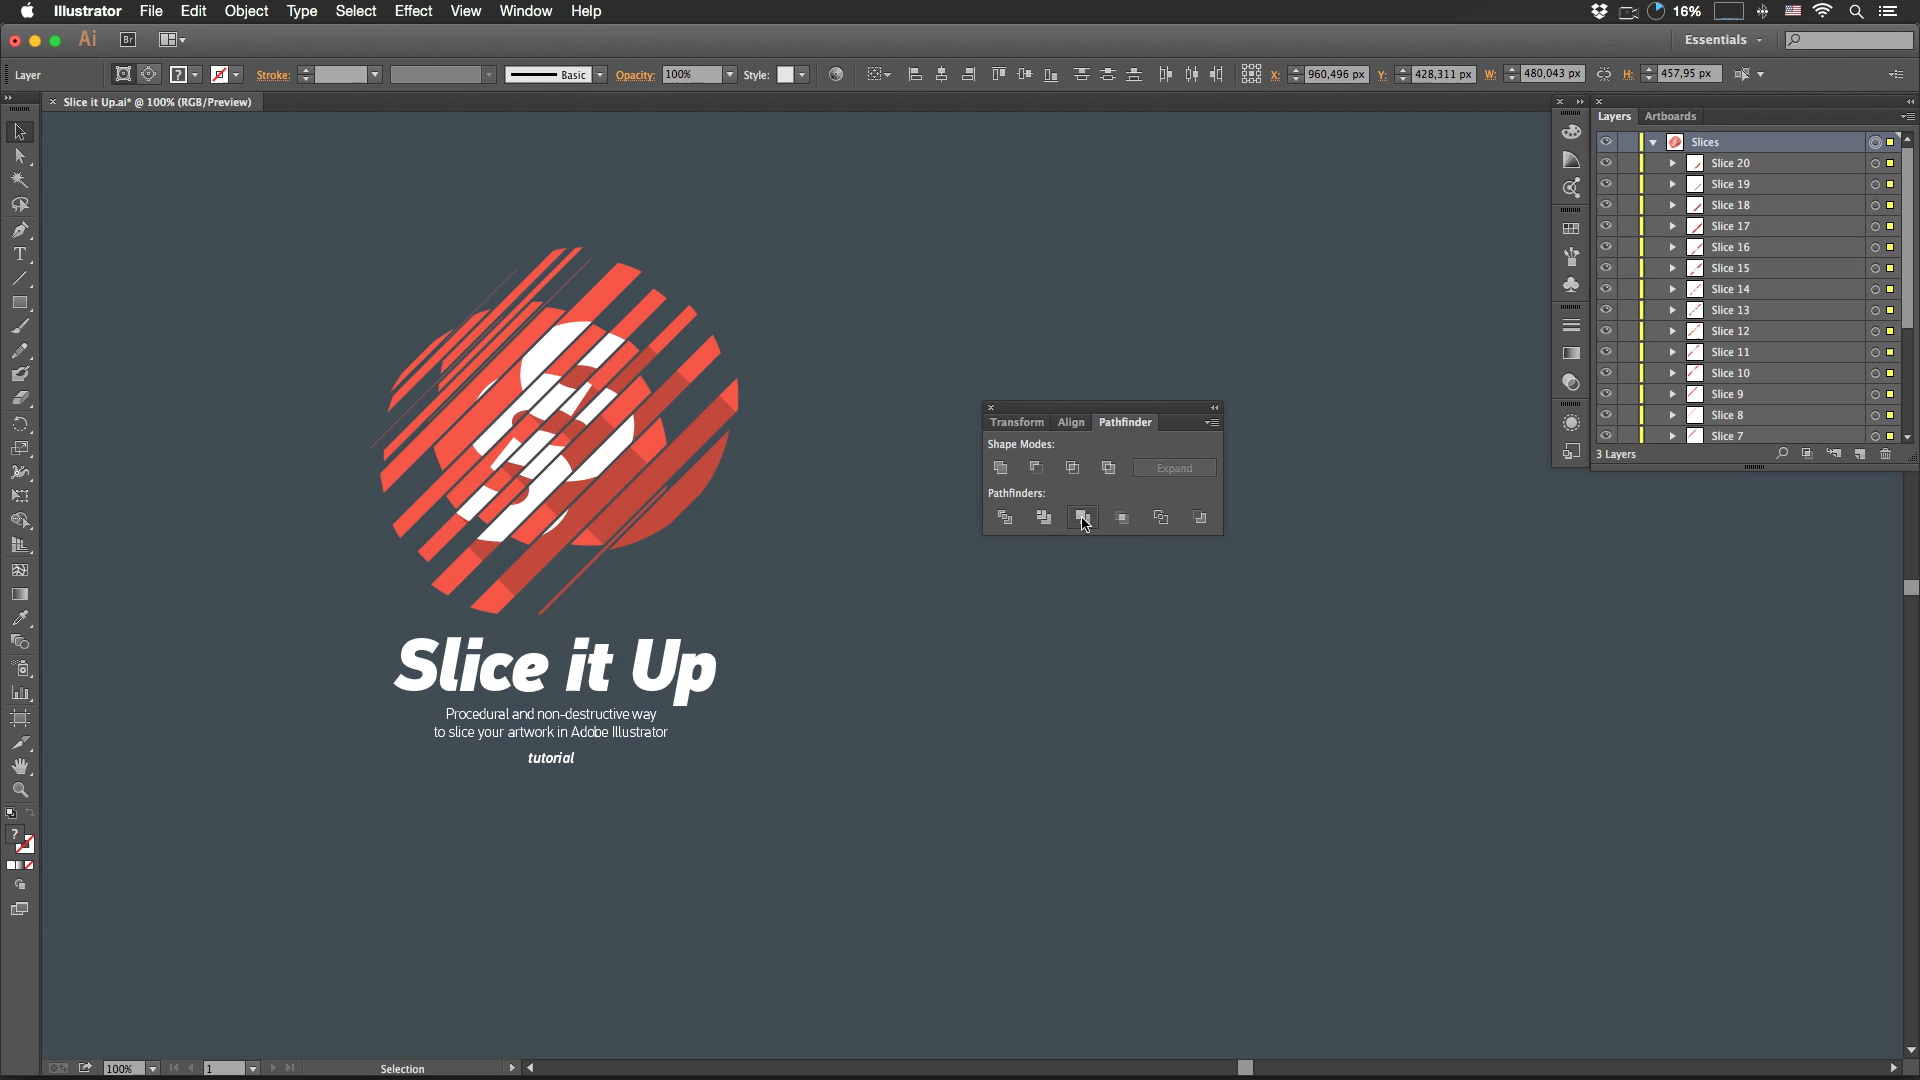 Illustrator File Edit Object Type Select Effect View Window Help 16%
Ai Br Essentials
Layer ? Stroke: Basic Opacity: 100% Style: X: 960,496 px Y: 428,311 px W: 480,043 px H: 457,95 px
Slice it Up.ai* @ 100% (RGB/Preview)
Layers Artboards
Slices
Slice 20
Slice 19
Slice 18
Slice 17
Slice 16
Slice 15
Slice 14
Slice 13
Slice 12
Slice 11
Slice 10
Slice 9
Slice 8
Slice 7
3 Layers
Transform Align Pathfinder
Shape Modes:
Expand
Pathfinders:
Slice it Up
Procedural and non-destructive way
to slice your artwork in Adobe Illustrator
tutorial
T
?
100% 1 Selection